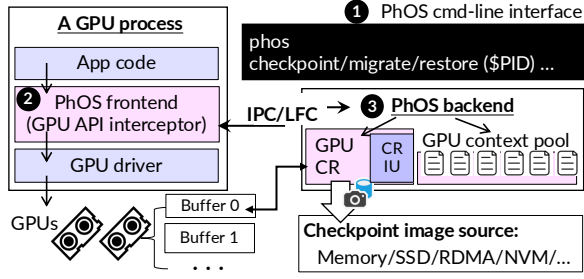 A GPU process
App code
2 PhOS frontend
(GPU API interceptor)
GPU driver
GPUs
Buffer 0
Buffer 1
...
1 PhOS cmd-line interface
phos
checkpoint/migrate/restore ($PID) ...
IPC/LFC
3 PhOS backend
GPU
CR
CR
IU
GPU context pool
Checkpoint image source:
Memory/SSD/RDMA/NVM/...